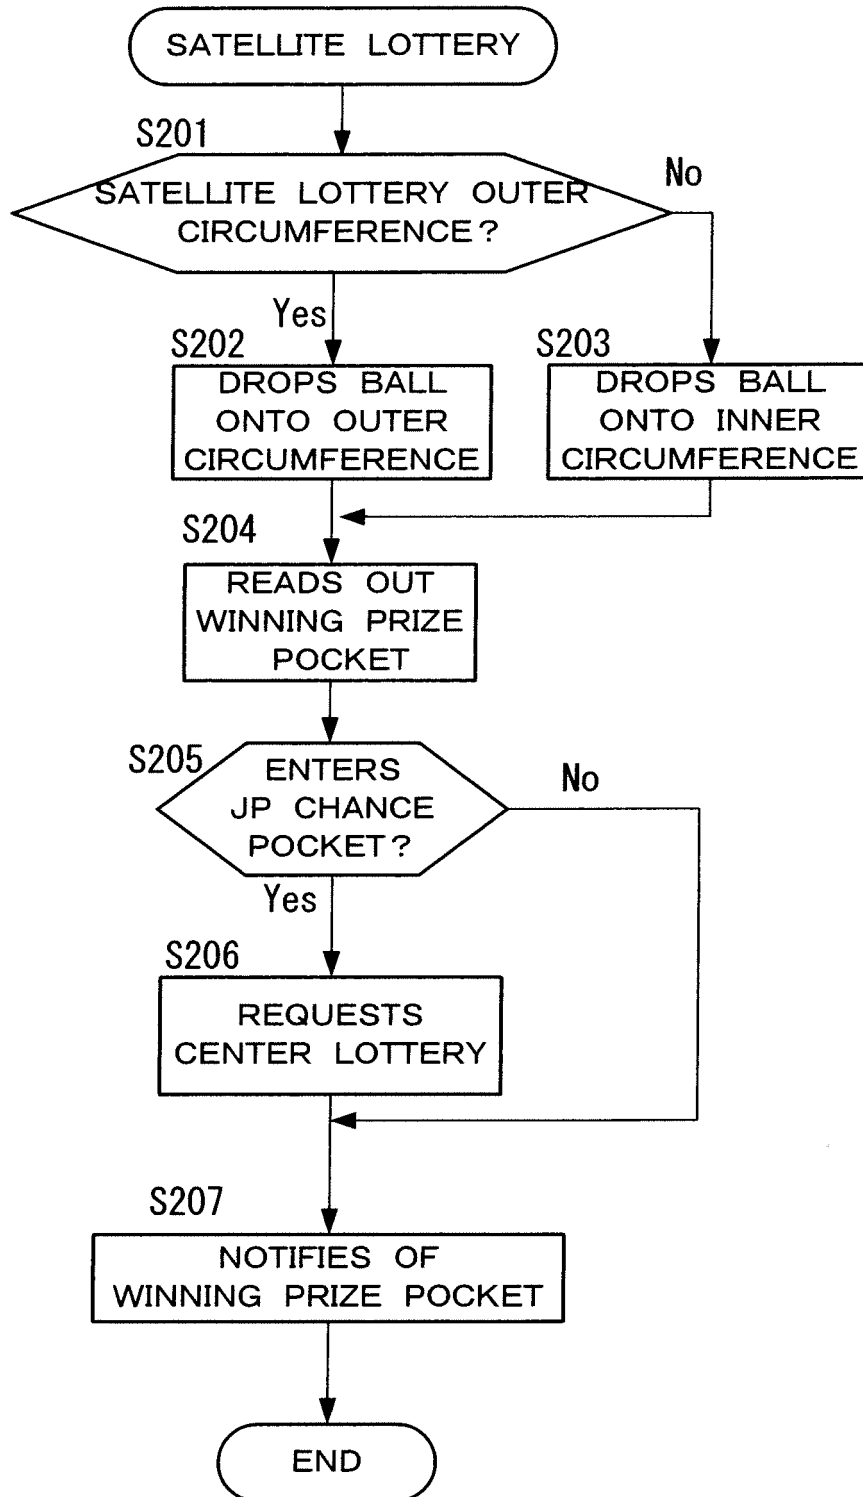 SATELLITE LOTTERY
S201
SATELLITE LOTTERY OUTER
CIRCUMFERENCE?
No
Yes
S202
DROPS BALL
ONTO OUTER
CIRCUMFERENCE
S203
DROPS BALL
ONTO INNER
CIRCUMFERENCE
S204
READS OUT
WINNING PRIZE
POCKET
S205
ENTERS
JP CHANCE
POCKET?
No
Yes
S206
REQUESTS
CENTER LOTTERY
S207
NOTIFIES OF
WINNING PRIZE POCKET
END